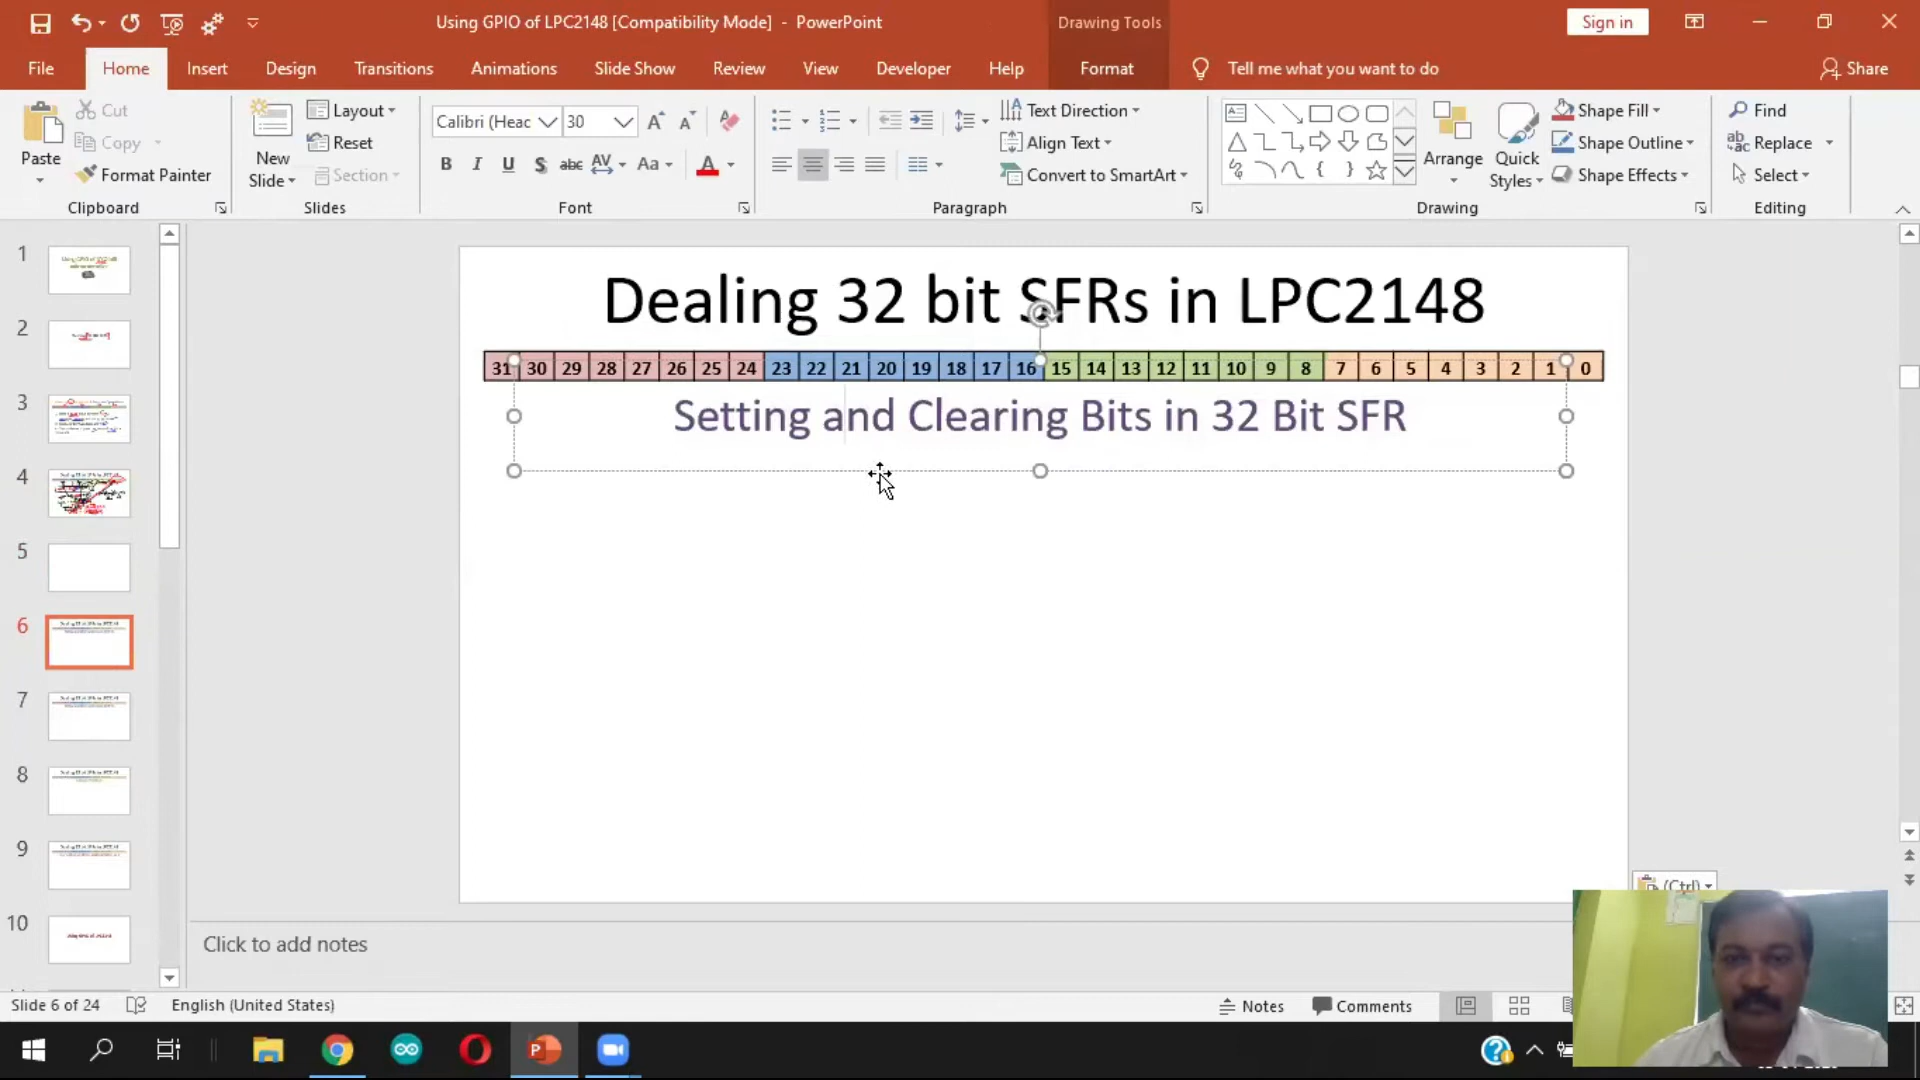 Using GPIO of LPC2148 [Compatibility Mode] - PowerPoint
Drawing Tools
Sign in
File
Home
Insert
Design
Transitions
Animations
Slide Show
Review
View
Developer
Help
Format
Tell me what you want to do
Share
Paste
Cut
Copy
Format Painter
Clipboard
New
Slide
Layout
Reset
Section
Slides
Calibri (Heac
30
B I U S abc AV Aa A
Font
Text Direction
Align Text
Convert to SmartArt
Paragraph
Arrange
Quick
Styles
Shape Fill
Shape Outline
Shape Effects
Drawing
Find
Replace
Select
Editing
1
2
3
4
5
6
7
8
9
10
Dealing 32 bit SFRs in LPC2148
31 30 29 28 27 26 25 24 23 22 21 20 19 18 17 16 15 14 13 12 11 10 9 8 7 6 5 4 3 2 1 0
Setting and Clearing Bits in 32 Bit SFR
(Ctrl)
Click to add notes
Slide 6 of 24
English (United States)
Notes
Comments